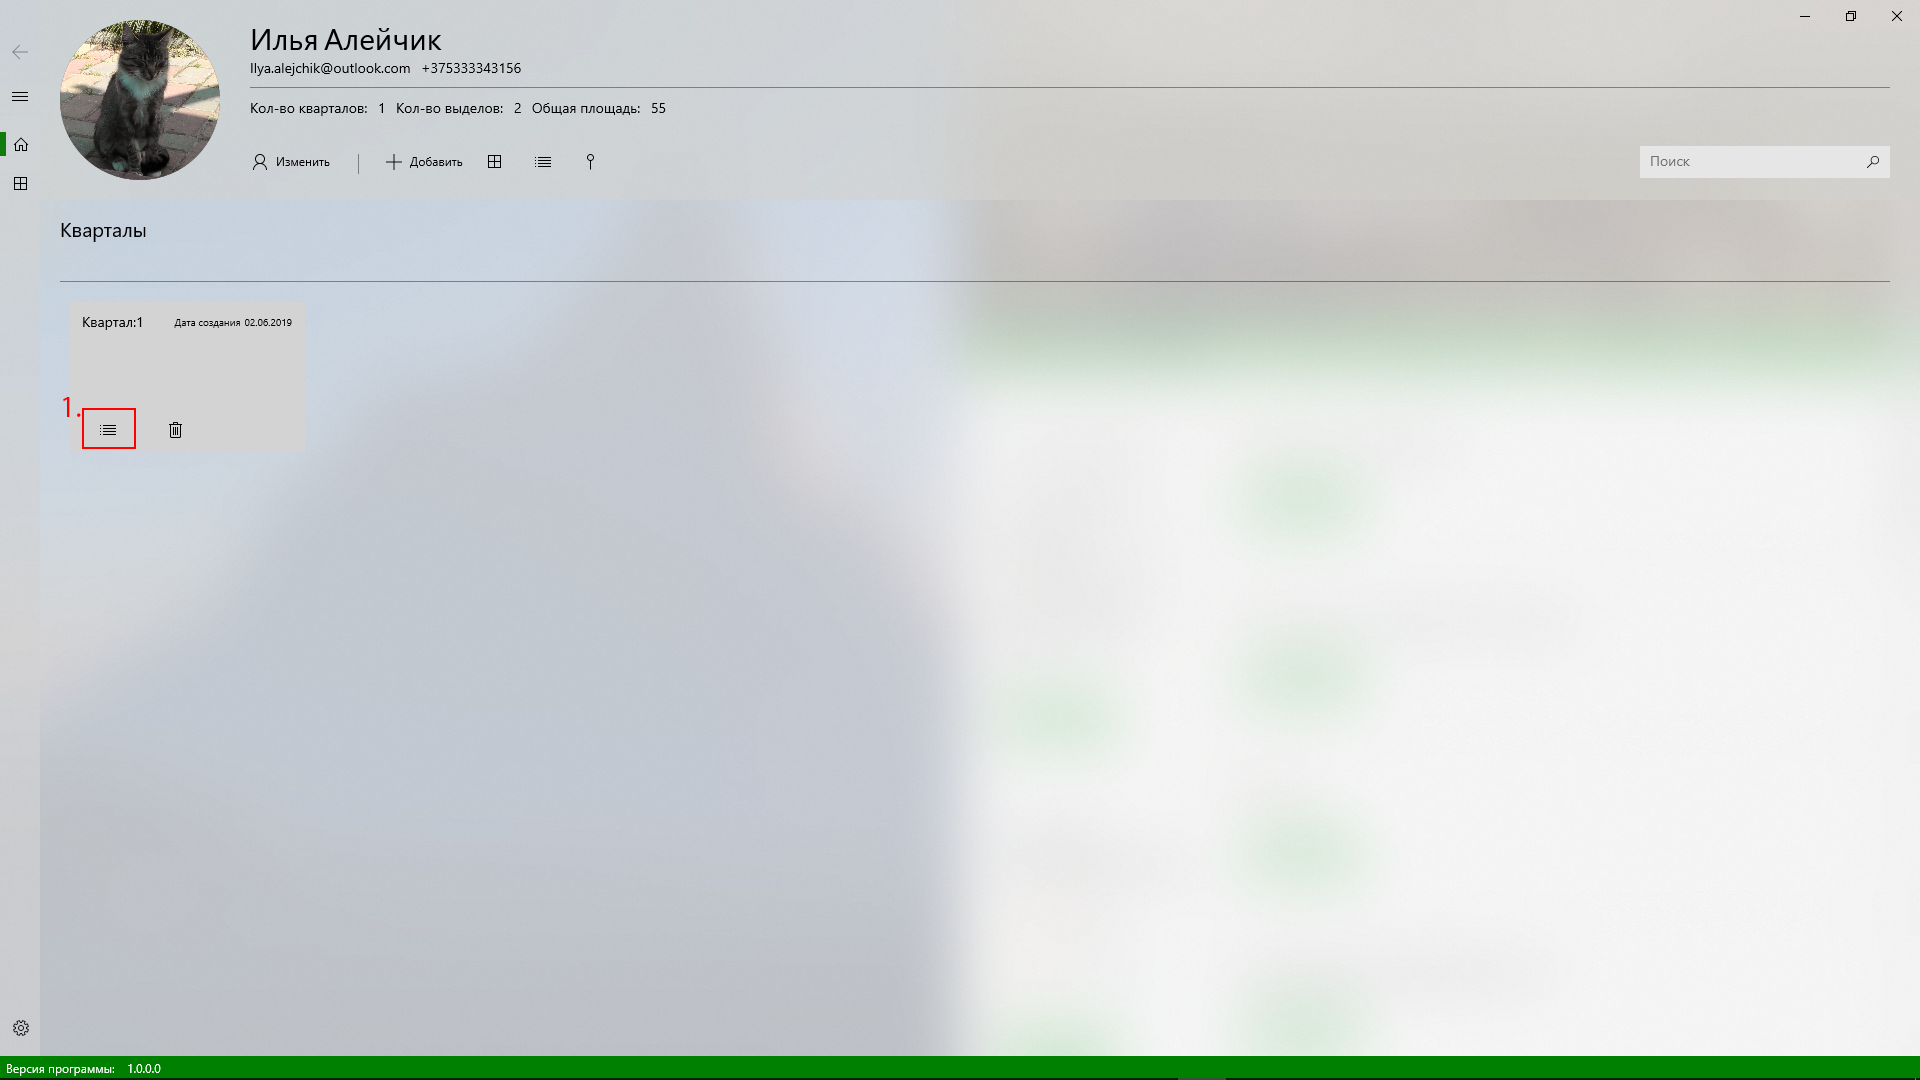 Илья Алейчик
Ilya.alejchik@outlook.com +375333343156
Кол-во кварталов: 1 Кол-во выделов: 2 Общая площадь: 55
Изменить Добавить Поиск
Кварталы
Квартал:1 Дата создания 02.06.2019
1.
Версия программы: 1.0.0.0